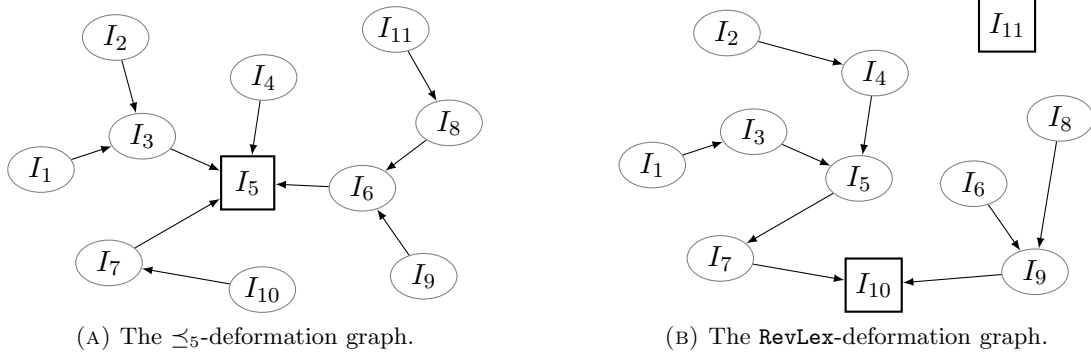 I₂
I₁₁
I₄
I₃
I₈
I₁
I₅
I₆
I₇
I₁₀
I₉
(A) The ⪯₅-deformation graph.
I₁₁
I₂
I₄
I₈
I₃
I₁
I₅
I₆
I₇
I₁₀
I₉
(B) The RevLex-deformation graph.